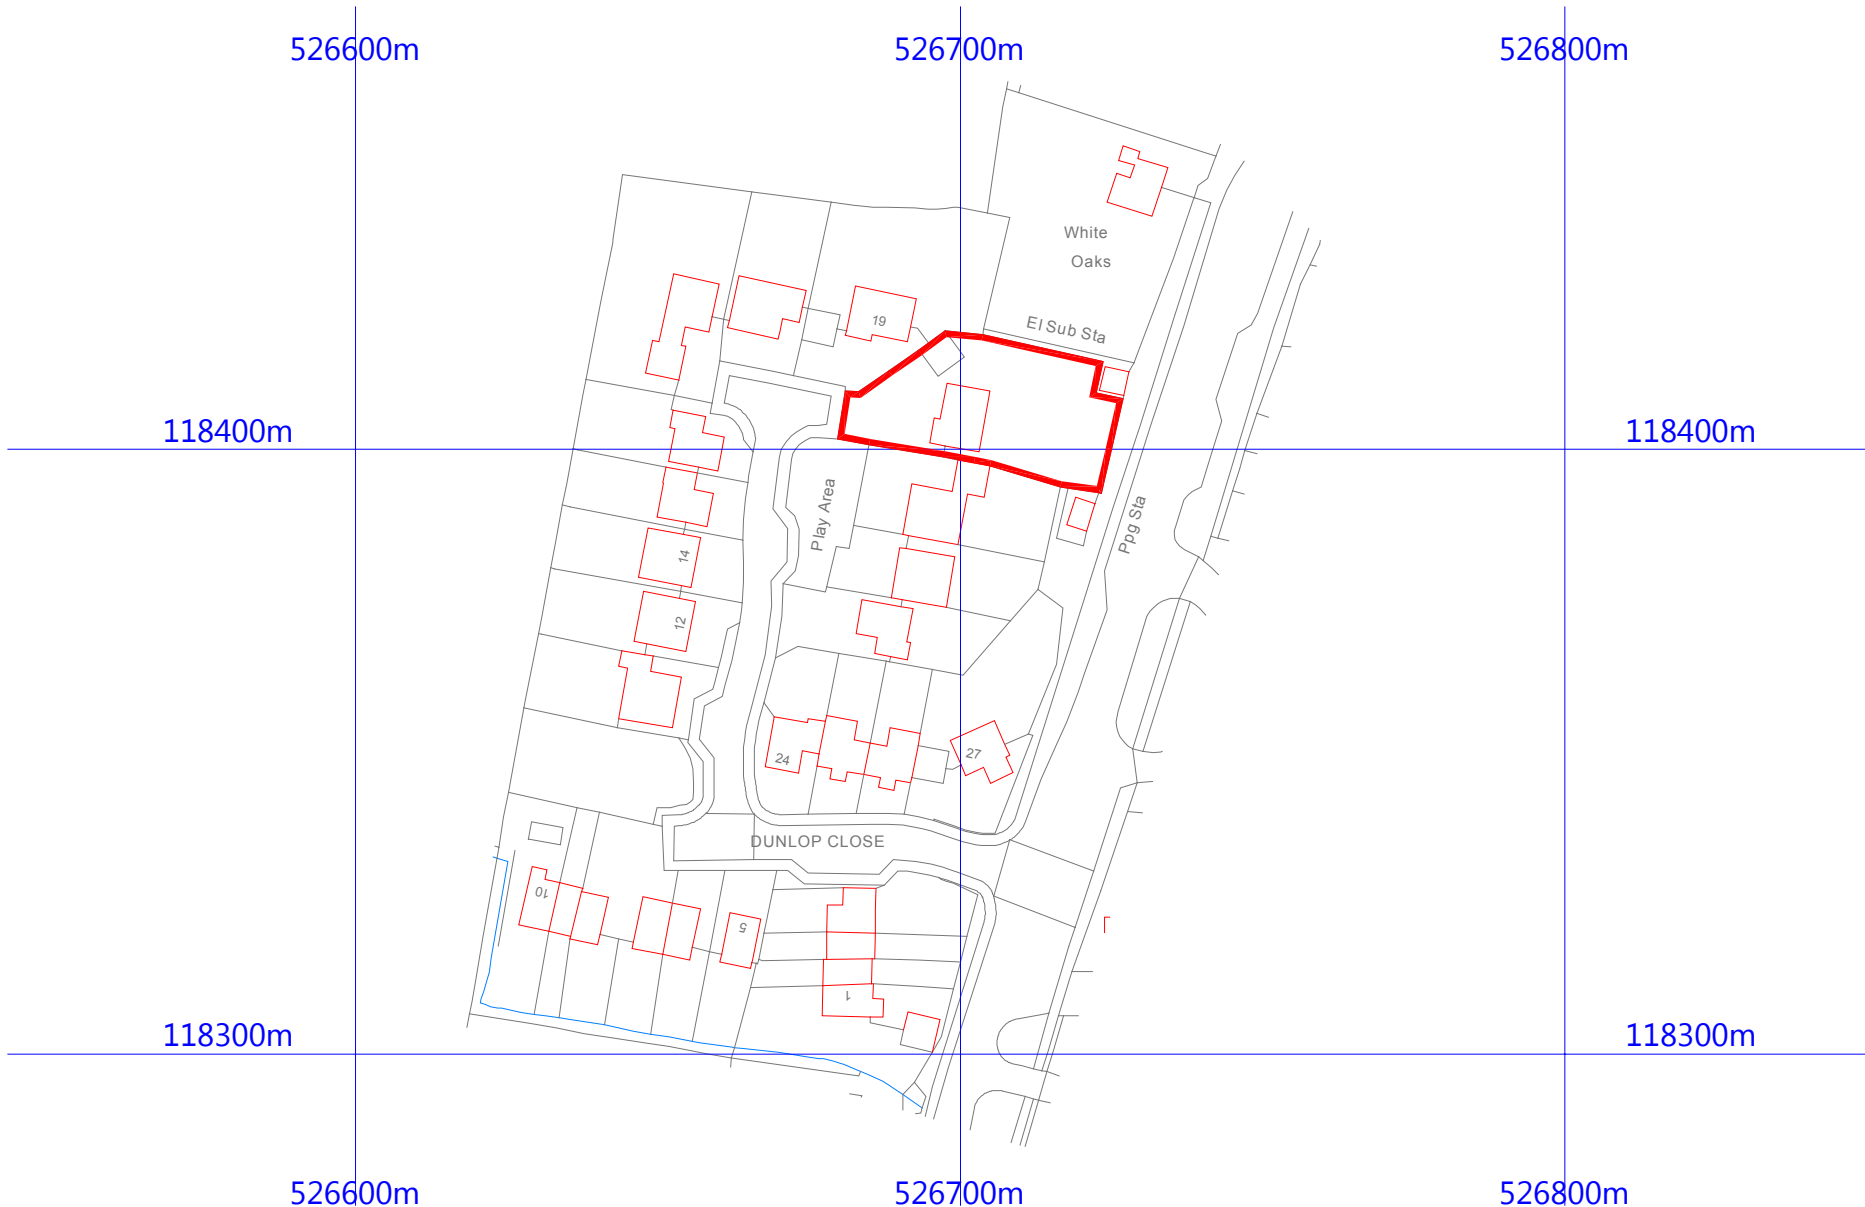 526600m
526700m
526800m
White
Oaks
19
El Sub Sta
118400m
118400m
Play Area
Ppg Sta
14
12
24
27
DUNLOP CLOSE
10
5
1
118300m
118300m
526600m
526700m
526800m